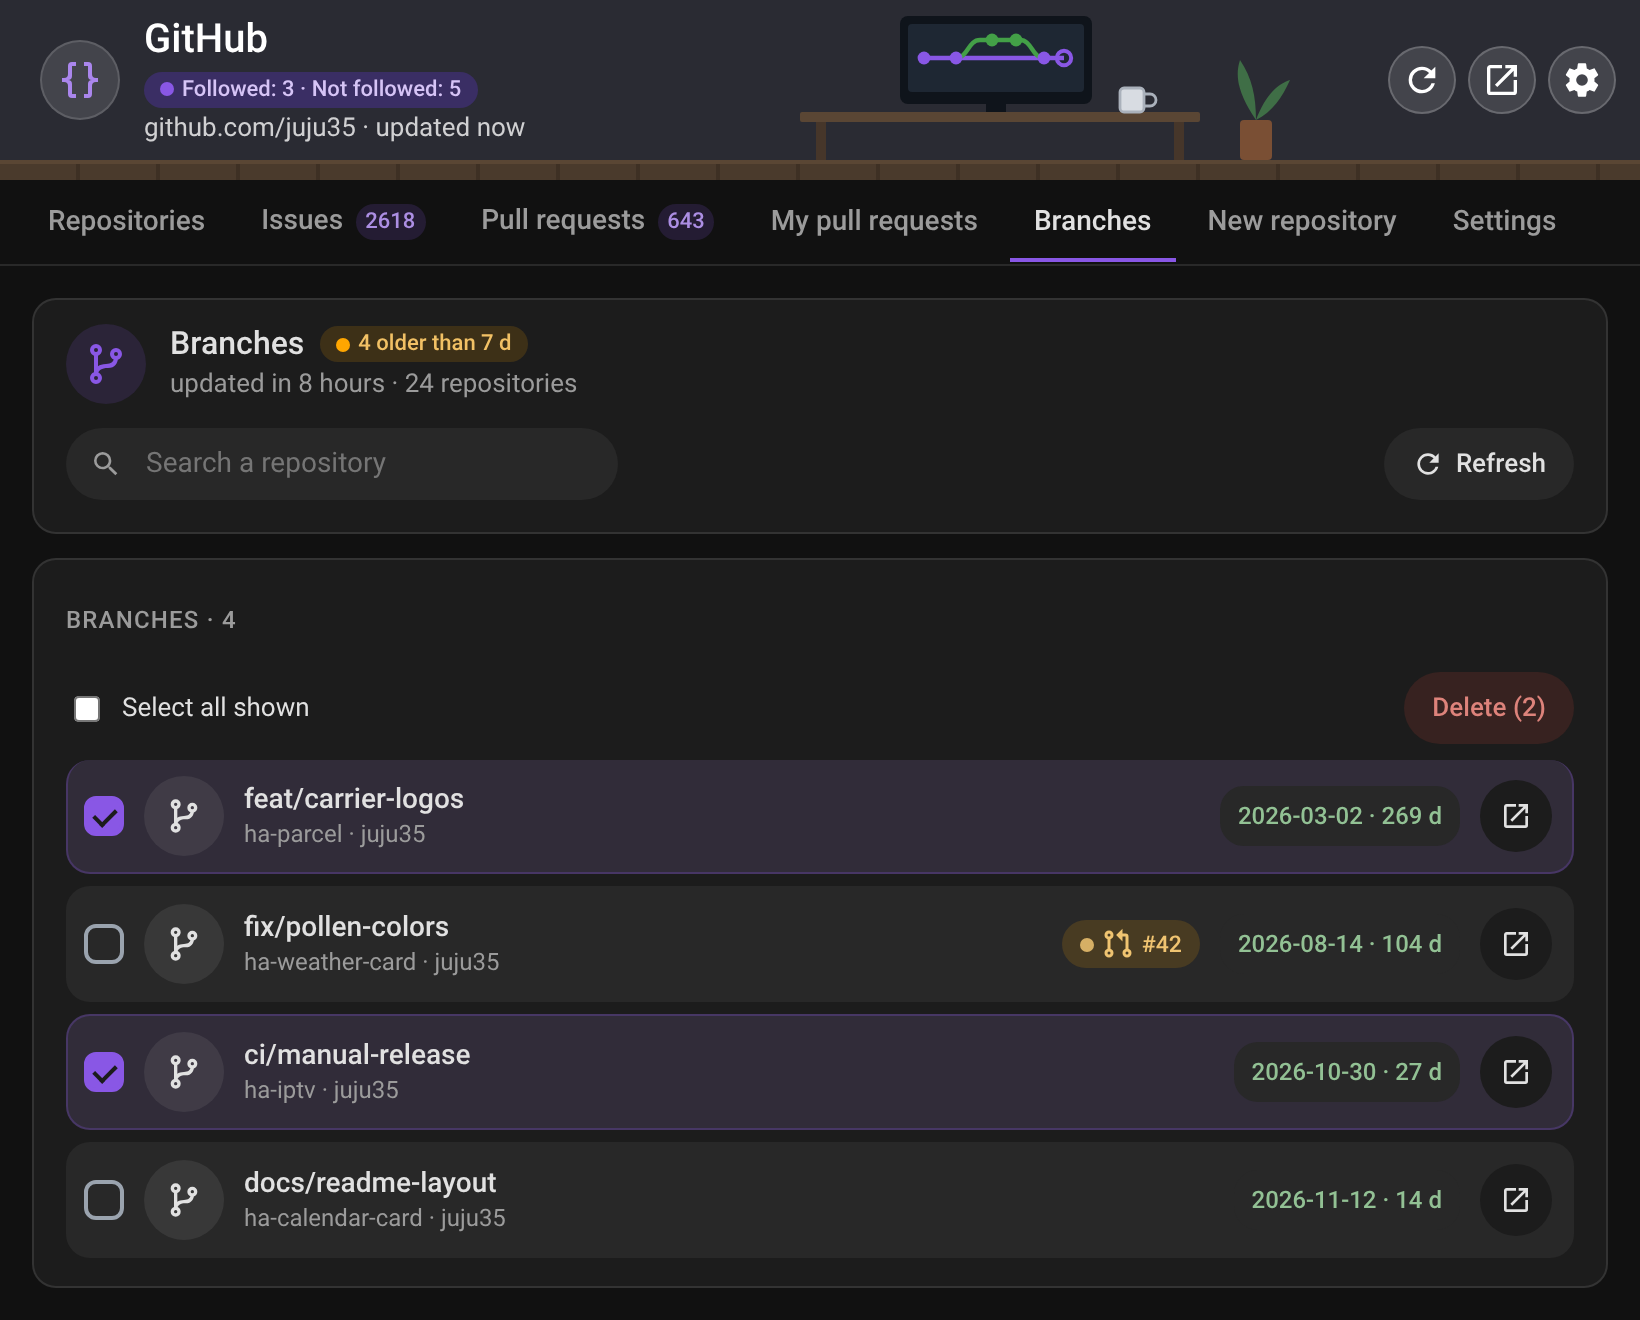 GitHub
Followed: 3 · Not followed: 5
github.com/juju35 · updated now
Repositories
Issues 2618
Pull requests 643
My pull requests
Branches
New repository
Settings
Branches
4 older than 7 d
updated in 8 hours · 24 repositories
Search a repository
Refresh
BRANCHES · 4
Select all shown
Delete (2)
feat/carrier-logos
ha-parcel · juju35
2026-03-02 · 269 d
fix/pollen-colors
ha-weather-card · juju35
#42
2026-08-14 · 104 d
ci/manual-release
ha-iptv · juju35
2026-10-30 · 27 d
docs/readme-layout
ha-calendar-card · juju35
2026-11-12 · 14 d